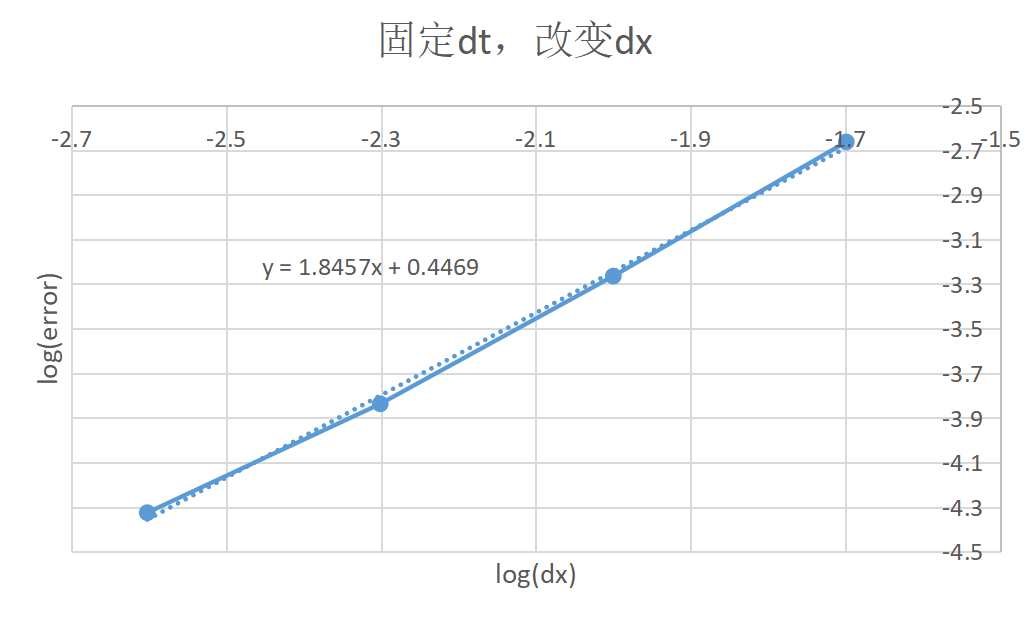 固定dt，改变dx
-2.7 -2.5 -2.3 -2.1 -1.9 -1.7 -1.5
-2.5
-2.7
-2.9
-3.1
-3.3
-3.5
-3.7
-3.9
-4.1
-4.3
-4.5
y = 1.8457x + 0.4469
log(error)
log(dx)